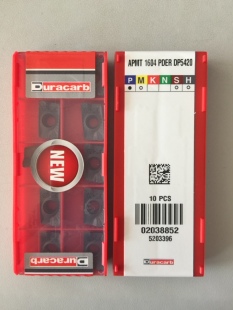 Duracarb
NEW
Duracarb
APMT 1604 PDER DP5420
P M K N S H
10 PCS
02038852
5203396
Duracarb